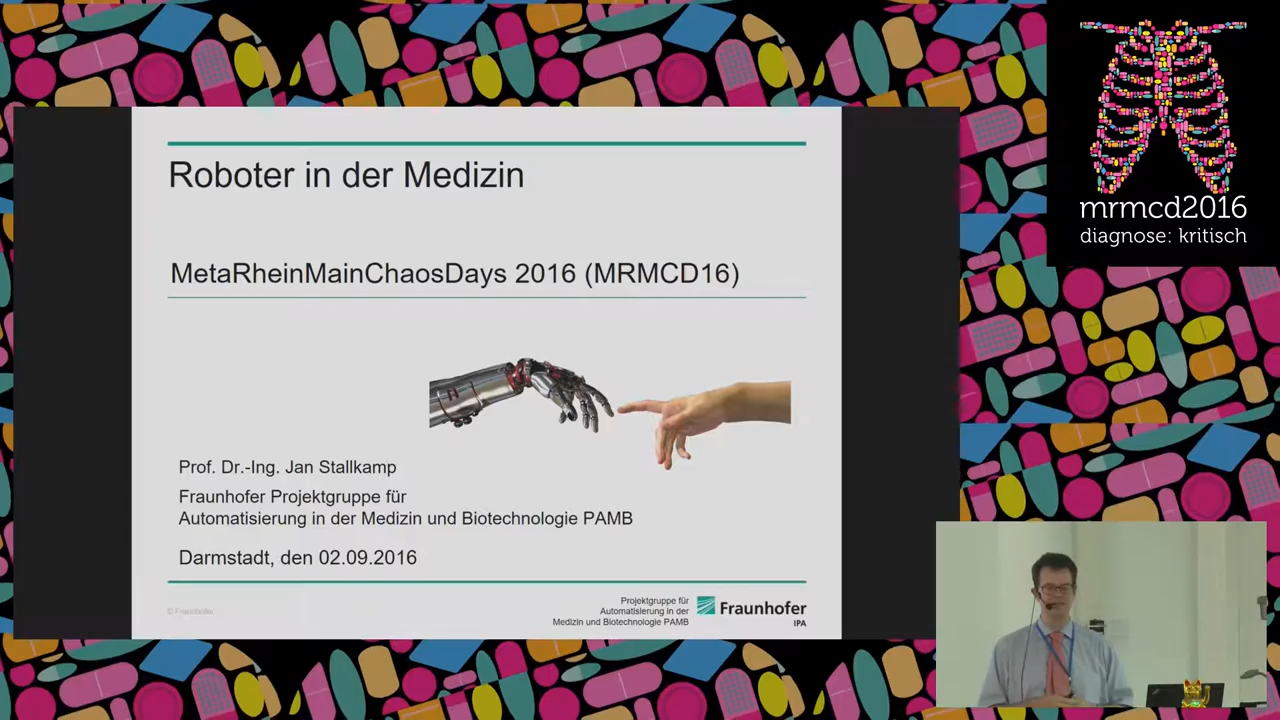 Roboter in der Medizin
MetaRheinMainChaosDays 2016 (MRMCD16)
Prof. Dr.-Ing. Jan Stallkamp
Fraunhofer Projektgruppe für
Automatisierung in der Medizin und Biotechnologie PAMB
Darmstadt, den 02.09.2016
© Fraunhofer
Projektgruppe für
Automatisierung in der
Medizin und Biotechnologie PAMB
Fraunhofer
IPA
mrmcd2016
diagnose: kritisch